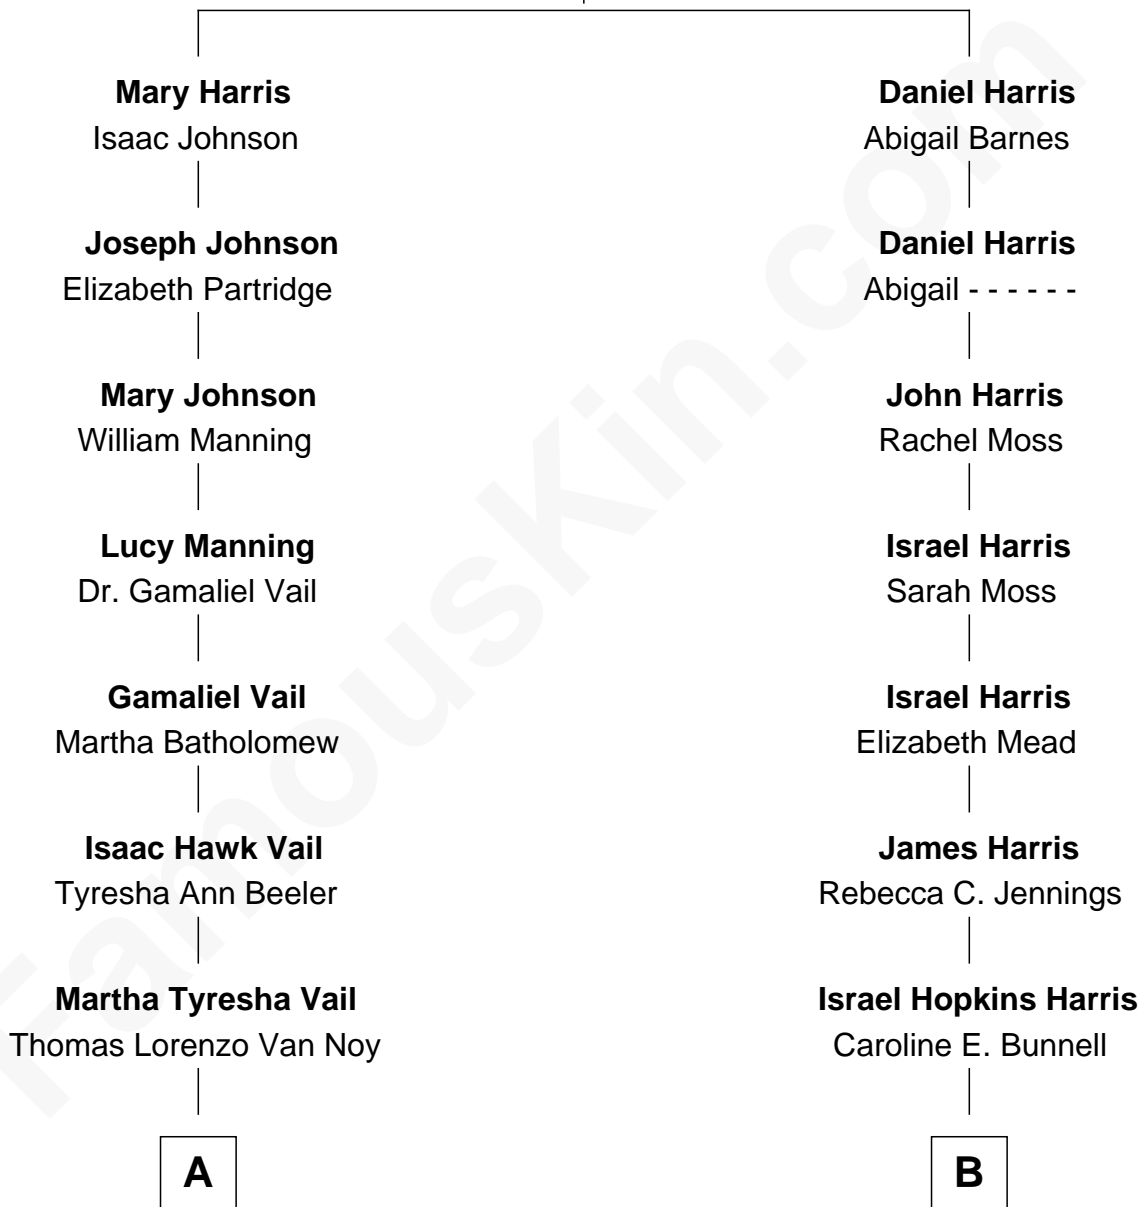 Mary Harris
Isaac Johnson
Joseph Johnson
Elizabeth Partridge
Mary Johnson
William Manning
Lucy Manning
Dr. Gamaliel Vail
Gamaliel Vail
Martha Batholomew
Isaac Hawk Vail
Tyresha Ann Beeler
Martha Tyresha Vail
Thomas Lorenzo Van Noy
A
Daniel Harris
Abigail Barnes
Daniel Harris
Abigail - - - - - -
John Harris
Rachel Moss
Israel Harris
Sarah Moss
Israel Harris
Elizabeth Mead
James Harris
Rebecca C. Jennings
Israel Hopkins Harris
Caroline E. Bunnell
B
FamousKin.com